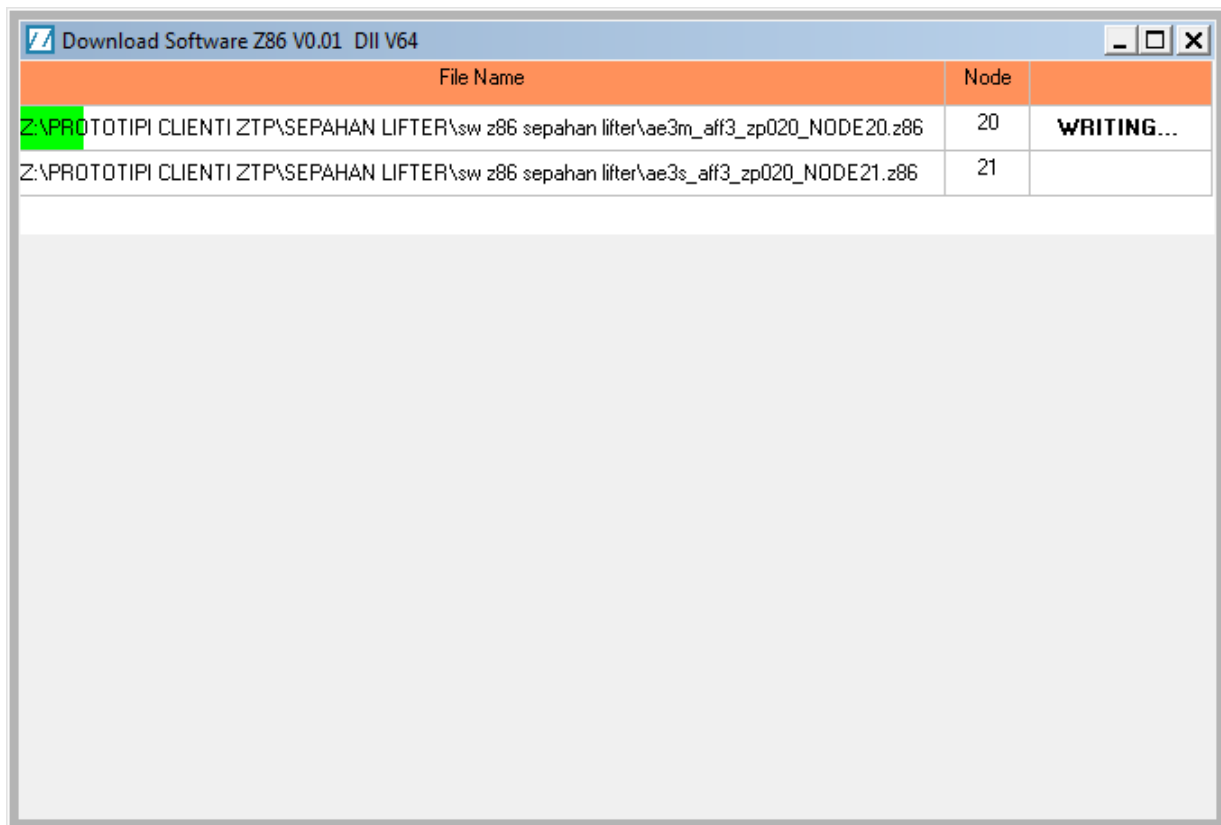 Download Software Z86 V0.01 Dll V64
File Name Node
Z:\PROTOTIPI CLIENTI ZTP\SEPAHAN LIFTER\sw z86 sepahan lifter\ae3m_aff3_zp020_NODE20.z86 20 WRITING...
Z:\PROTOTIPI CLIENTI ZTP\SEPAHAN LIFTER\sw z86 sepahan lifter\ae3s_aff3_zp020_NODE21.z86 21